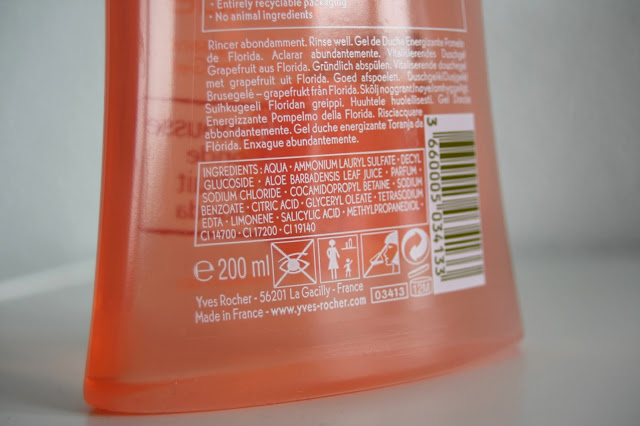 • Entirely recyclable packaging
• No animal ingredients
Rincer abondamment. Rinse well. Gel de Duche Energizante Pomelo
de Florida. Aclarar abundantemente. Vitalisierendes Duschgel
Grapefruit aus Florida. Gründlich abspülen. Vitaliserende douchegel
met grapefruit uit Florida. Goed afspoelen. Duschgelé/Dusjgelé/
Brusegelé – grapefrukt från Florida. Skölj noggrant/nøye/
Suihkugeeli Floridan greippi. Huuhtele huolellisesti. Gel Doccia
Energizzante Pompelmo della Florida. Risciacquare
abbondantemente. Gel duche energizante Toranja da
Flórida. Enxague abundantemente.
INGREDIENTS : AQUA • AMMONIUM LAURYL SULFATE • DECYL
GLUCOSIDE • ALOE BARBADENSIS LEAF JUICE • PARFUM •
SODIUM CHLORIDE • COCAMIDOPROPYL BETAINE • SODIUM
BENZOATE • CITRIC ACID • GLYCERYL OLEATE • TETRASODIUM
EDTA • LIMONENE • SALICYLIC ACID • METHYLPROPANEDIOL •
CI 14700 • CI 17200 • CI 19140
℮ 200 ml
Yves Rocher - 56201 La Gacilly - France
Made in France - www.yves-rocher.com
03413 12M
3 660005 034133